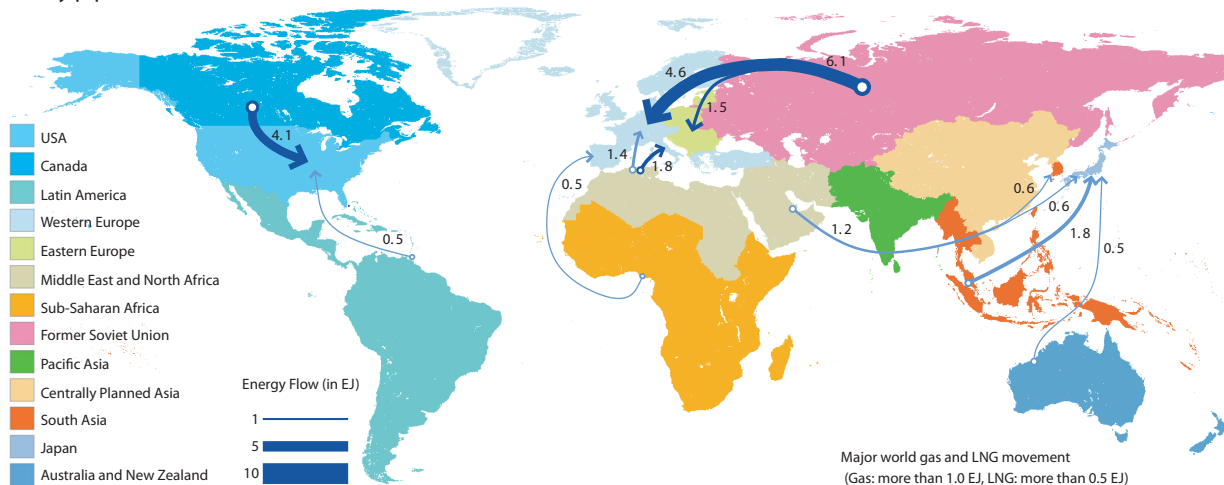 USA
Canada
Latin America
Western Europe
Eastern Europe
Middle East and North Africa
Sub-Saharan Africa
Former Soviet Union
Pacific Asia
Centrally Planned Asia
South Asia
Japan
Australia and New Zealand
Energy Flow (in EJ)
1
5
10
4.1
0.5
0.5
1.4
1.8
4.6
6.1
1.5
1.2
0.6
0.6
1.8
0.5
Major world gas and LNG movement
(Gas: more than 1.0 EJ, LNG: more than 0.5 EJ)